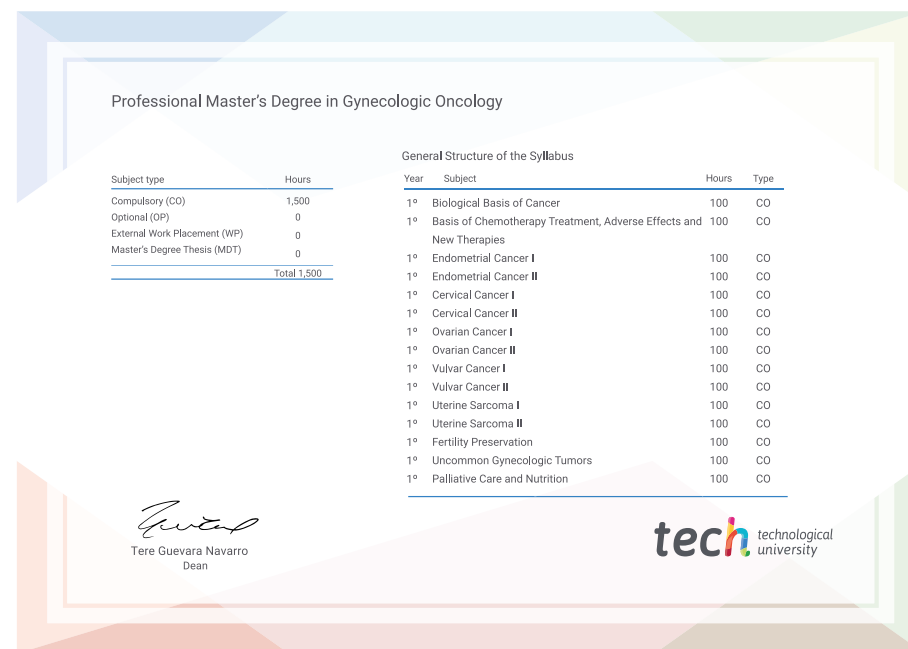 Professional Master's Degree in Gynecologic Oncology
Subject type Hours
Compulsory (CO) 1,500
Optional (OP) 0
External Work Placement (WP) 0
Master's Degree Thesis (MDT) 0
Total 1,500
General Structure of the Syllabus
Year Subject Hours Type
1º Biological Basis of Cancer 100 CO
1º Basis of Chemotherapy Treatment, Adverse Effects and 100 CO
New Therapies
1º Endometrial Cancer I 100 CO
1º Endometrial Cancer II 100 CO
1º Cervical Cancer I 100 CO
1º Cervical Cancer II 100 CO
1º Ovarian Cancer I 100 CO
1º Ovarian Cancer II 100 CO
1º Vulvar Cancer I 100 CO
1º Vulvar Cancer II 100 CO
1º Uterine Sarcoma I 100 CO
1º Uterine Sarcoma II 100 CO
1º Fertility Preservation 100 CO
1º Uncommon Gynecologic Tumors 100 CO
1º Palliative Care and Nutrition 100 CO
Tere Guevara Navarro
Dean
tech technological
university